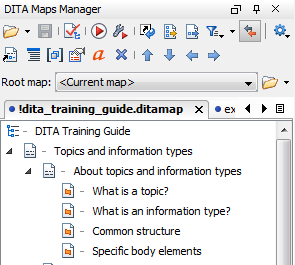 DITA Maps Manager
Root map: <Current map>
!dita_training_guide.ditamap ex
DITA Training Guide
Topics and information types
About topics and information types
What is a topic?
What is an information type?
Common structure
Specific body elements